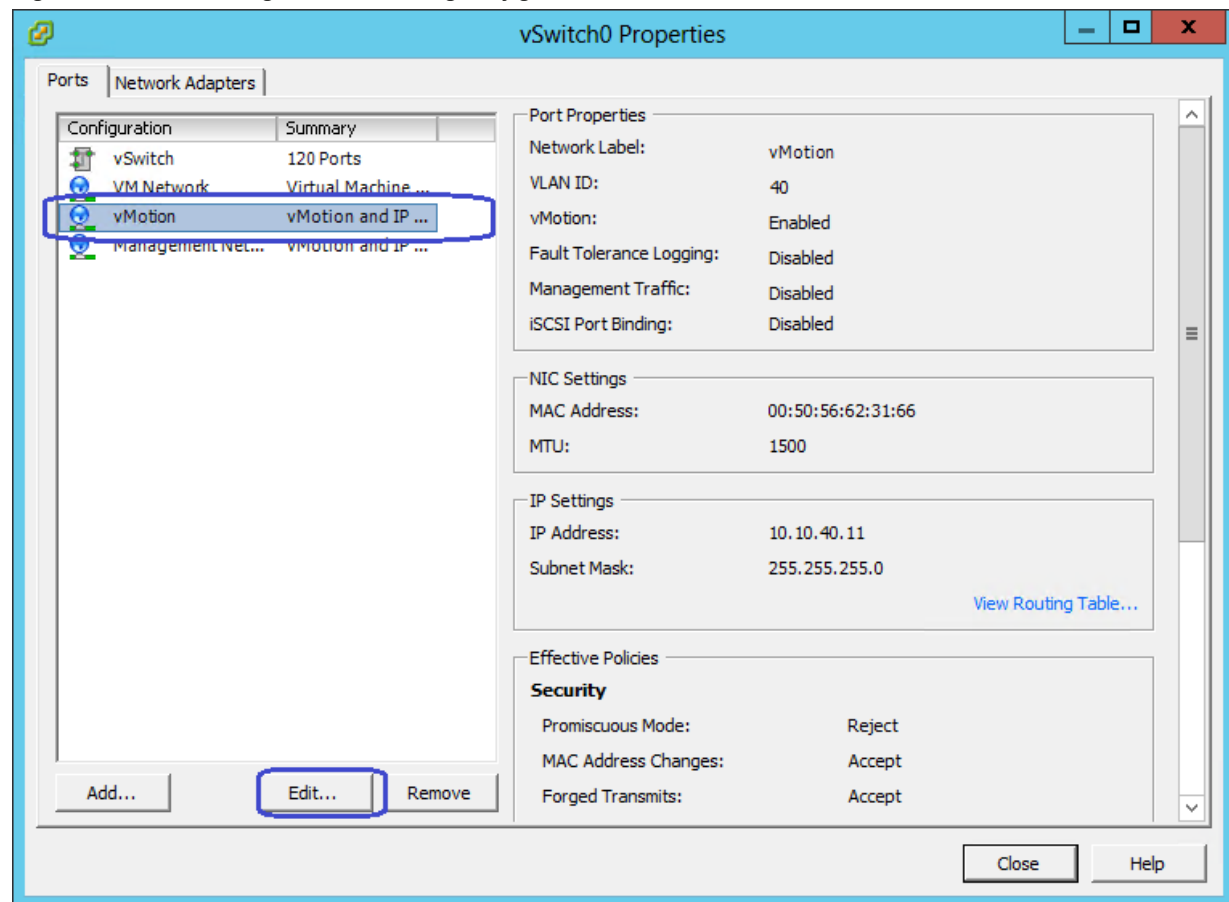 vSwitch0 Properties
Ports Network Adapters
Configuration Summary
vSwitch 120 Ports
VM Network Virtual Machine ...
vMotion vMotion and IP ...
Management Net... vMotion and IP ...
Add... Edit... Remove
Port Properties
Network Label: vMotion
VLAN ID: 40
vMotion: Enabled
Fault Tolerance Logging: Disabled
Management Traffic: Disabled
iSCSI Port Binding: Disabled
NIC Settings
MAC Address: 00:50:56:62:31:66
MTU: 1500
IP Settings
IP Address: 10.10.40.11
Subnet Mask: 255.255.255.0
View Routing Table...
Effective Policies
Security
Promiscuous Mode: Reject
MAC Address Changes: Accept
Forged Transmits: Accept
Close Help